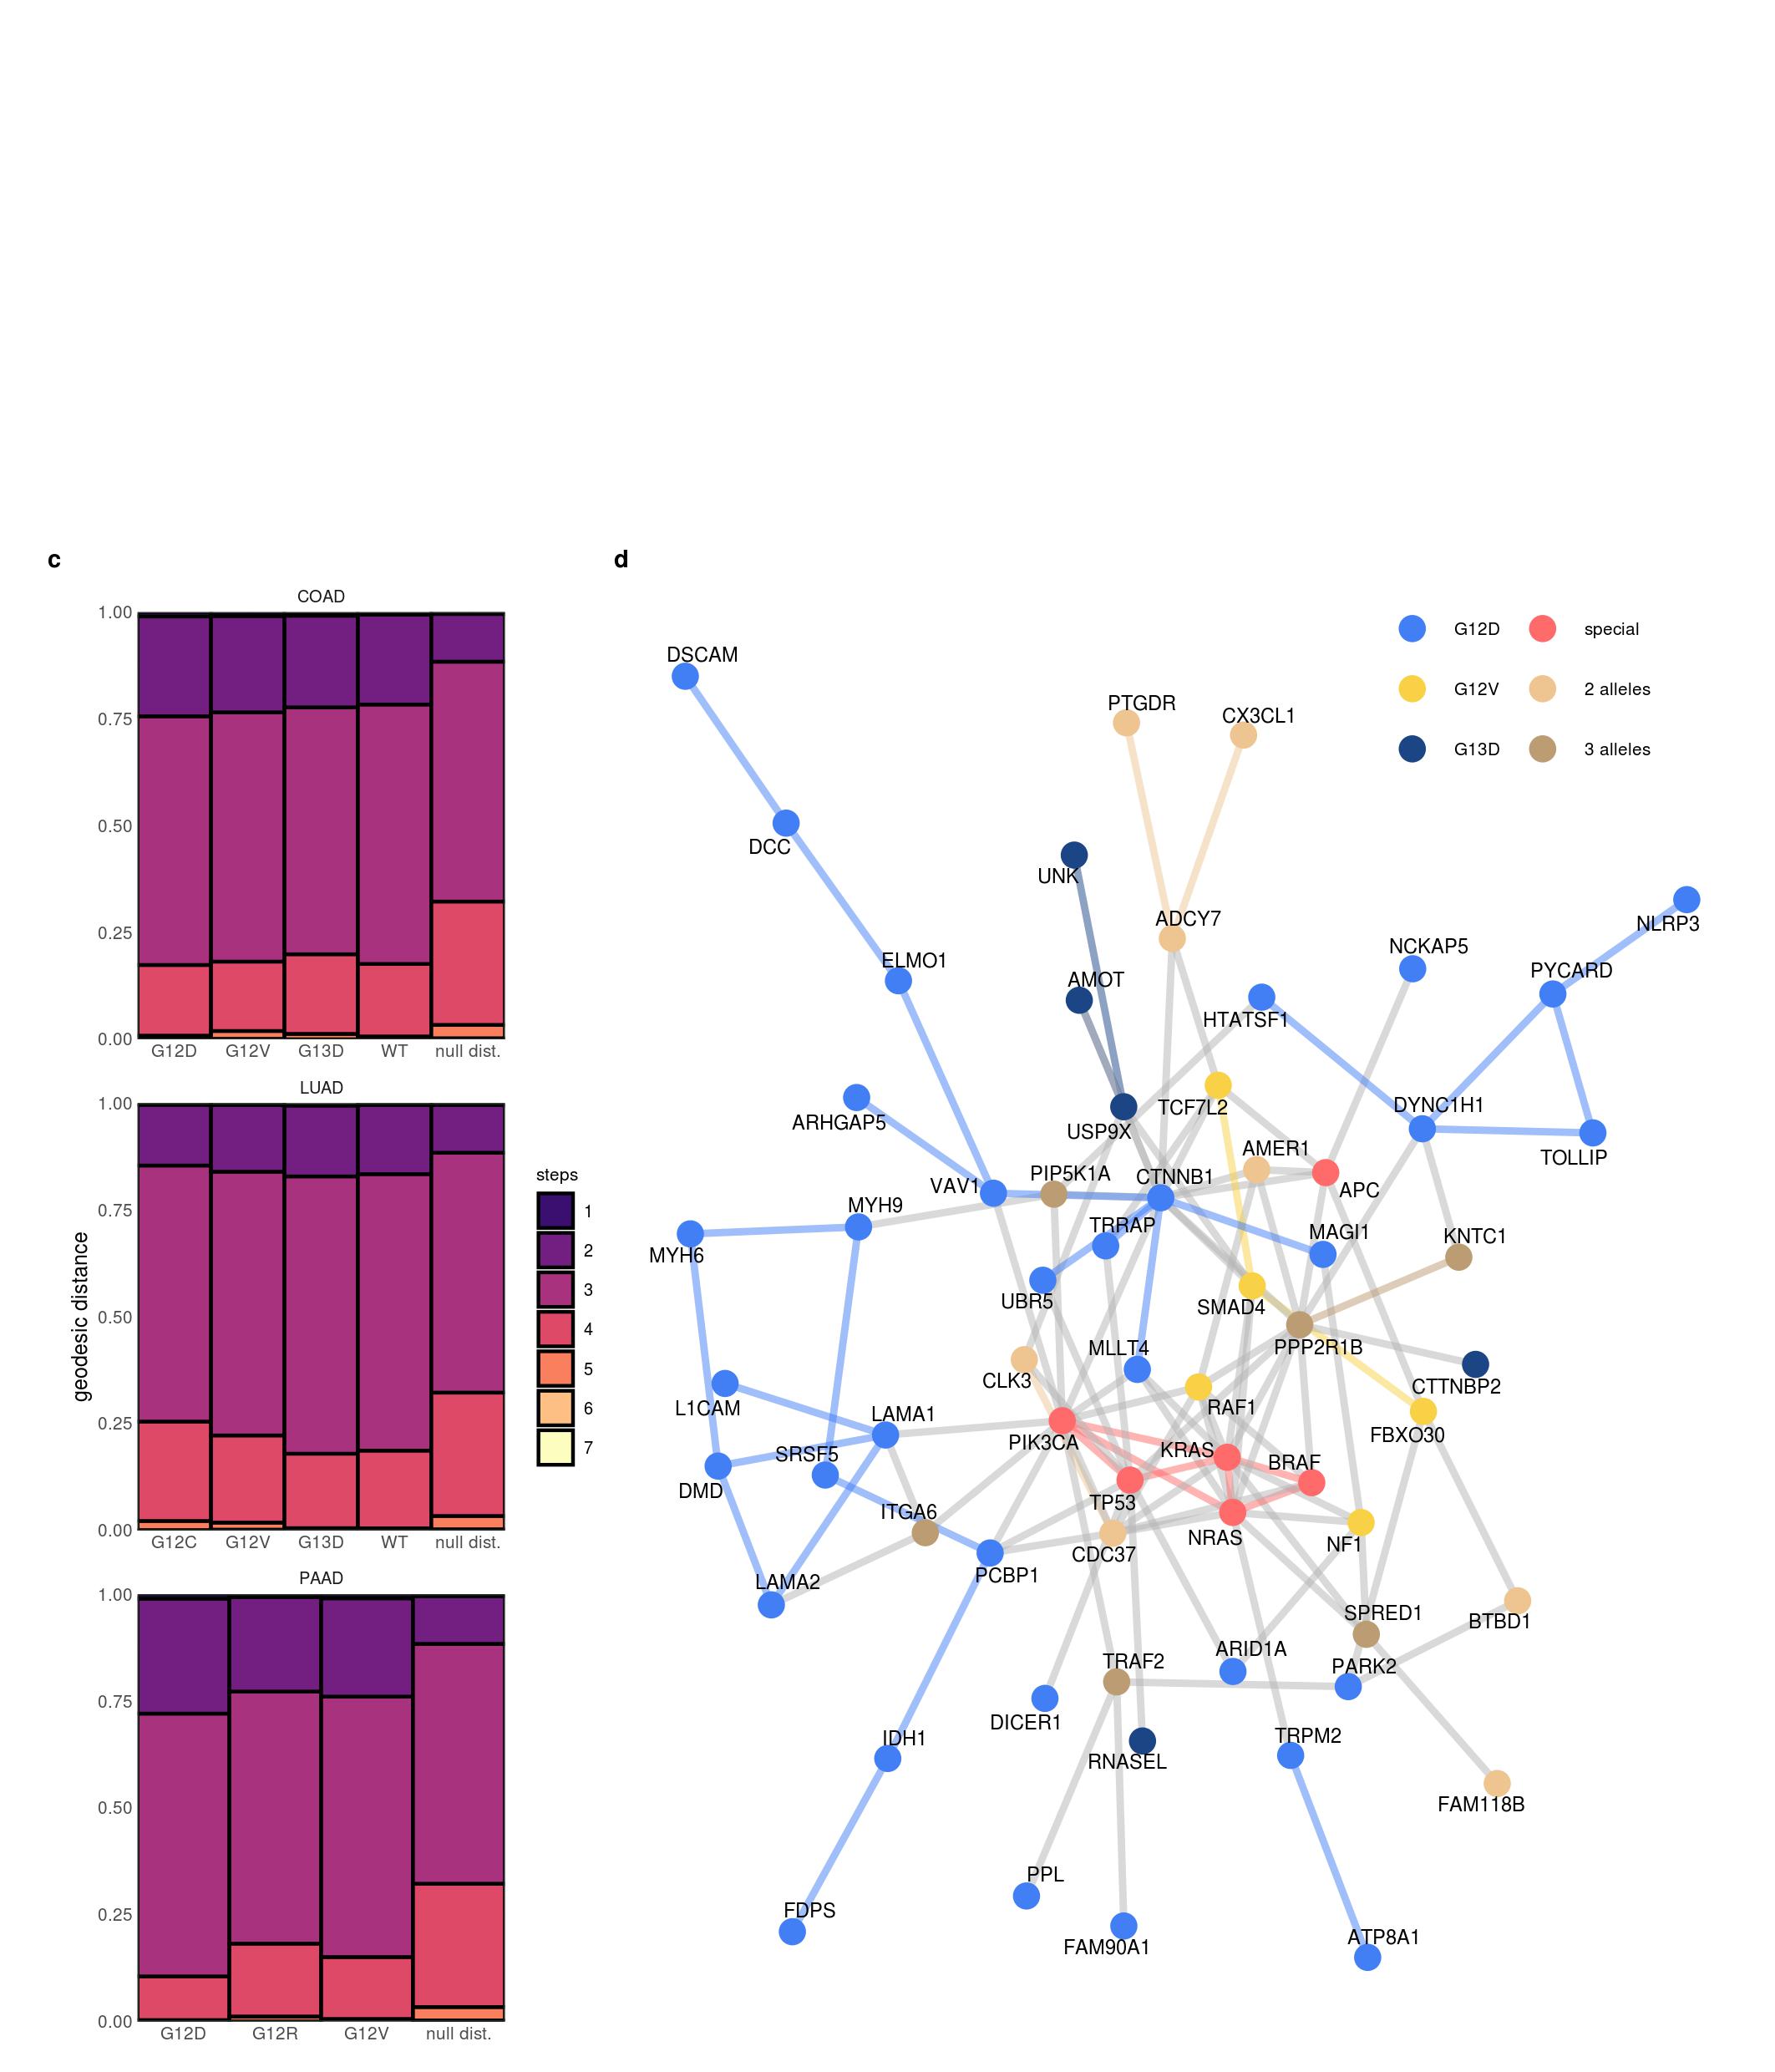 c
d
COAD
1.00
0.75
0.50
0.25
0.00
G12D G12V G13D WT null dist.
LUAD
1.00
0.75
0.50
0.25
0.00
G12C G12V G13D WT null dist.
PAAD
1.00
0.75
0.50
0.25
0.00
G12D G12R G12V null dist.
geodesic distance
steps
1
2
3
4
5
6
7
G12D special
G12V 2 alleles
G13D 3 alleles
DSCAM
PTGDR
CX3CL1
DCC
UNK
ADCY7
NLRP3
NCKAP5
ELMO1
PYCARD
AMOT
HTATSF1
TCF7L2
DYNC1H1
ARHGAP5
USP9X
AMER1
TOLLIP
PIP5K1A
CTNNB1
VAV1
APC
MYH9
TRRAP
MAGI1
KNTC1
MYH6
UBR5
SMAD4
MLLT4
PPP2R1B
CLK3
CTTNBP2
L1CAM
RAF1
LAMA1
FBXO30
PIK3CA
KRAS
SRSF5
BRAF
DMD
TP53
ITGA6
NRAS
NF1
CDC37
PCBP1
LAMA2
SPRED1
BTBD1
ARID1A
TRAF2
PARK2
DICER1
IDH1
TRPM2
RNASEL
FAM118B
PPL
FDPS
ATP8A1
FAM90A1